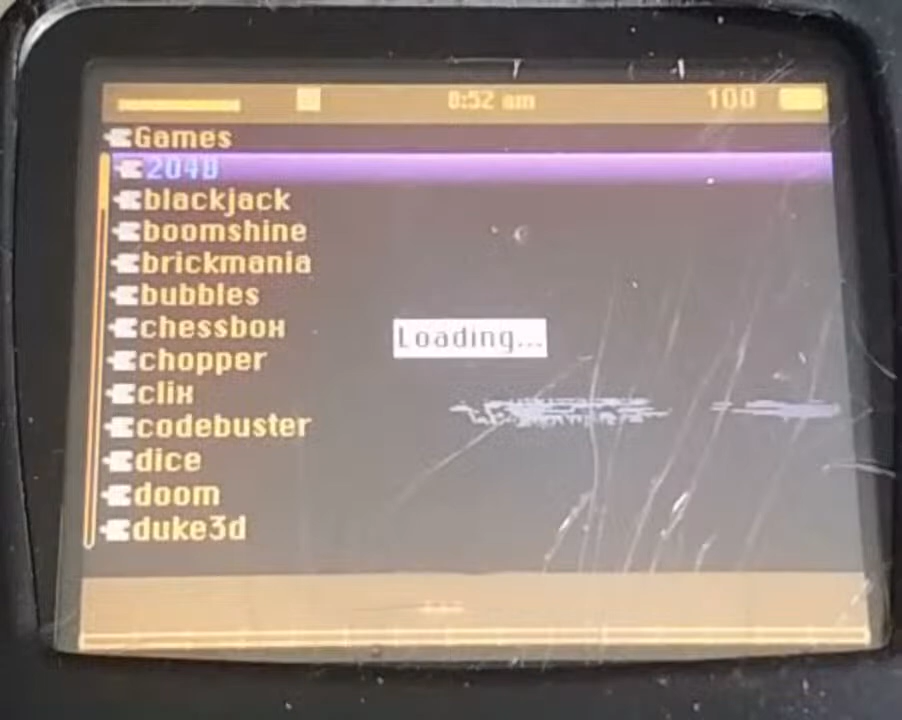 8:52 am 100
Games
2048
blackjack
boomshine
brickmania
bubbles
chessbox
chopper
Loading...
clix
codebuster
dice
doom
duke3d